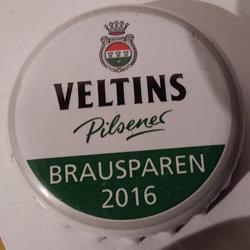 VELTINS
Pilsener
BRAUSPAREN
2016